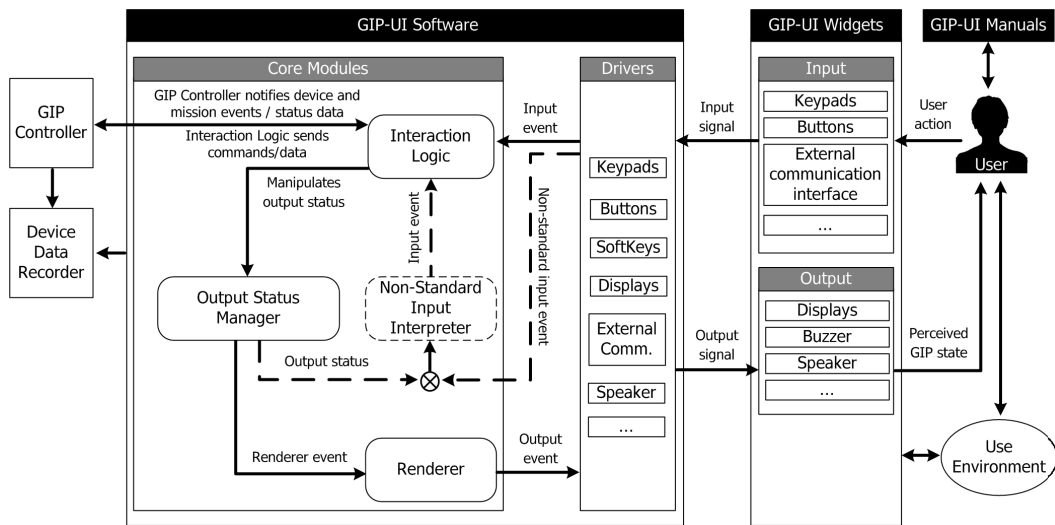 GIP-UI Software
GIP-UI Widgets
GIP-UI Manuals
Core Modules
Drivers
Input
GIP
Controller
Device
Data
Recorder
GIP Controller notifies device and
mission events / status data
Interaction Logic sends
commands/data
Interaction
Logic
Manipulates
output status
Input event
Output Status
Manager
Non-Standard
Input
Interpreter
Output status
Renderer event
Renderer
Input
event
Non-standard input event
Output
event
Keypads
Buttons
SoftKeys
Displays
External
Comm.
Speaker
...
Input
signal
Output
signal
Keypads
Buttons
External
communication
interface
...
Output
Displays
Buzzer
Speaker
...
User
action
User
Perceived
GIP state
Use
Environment